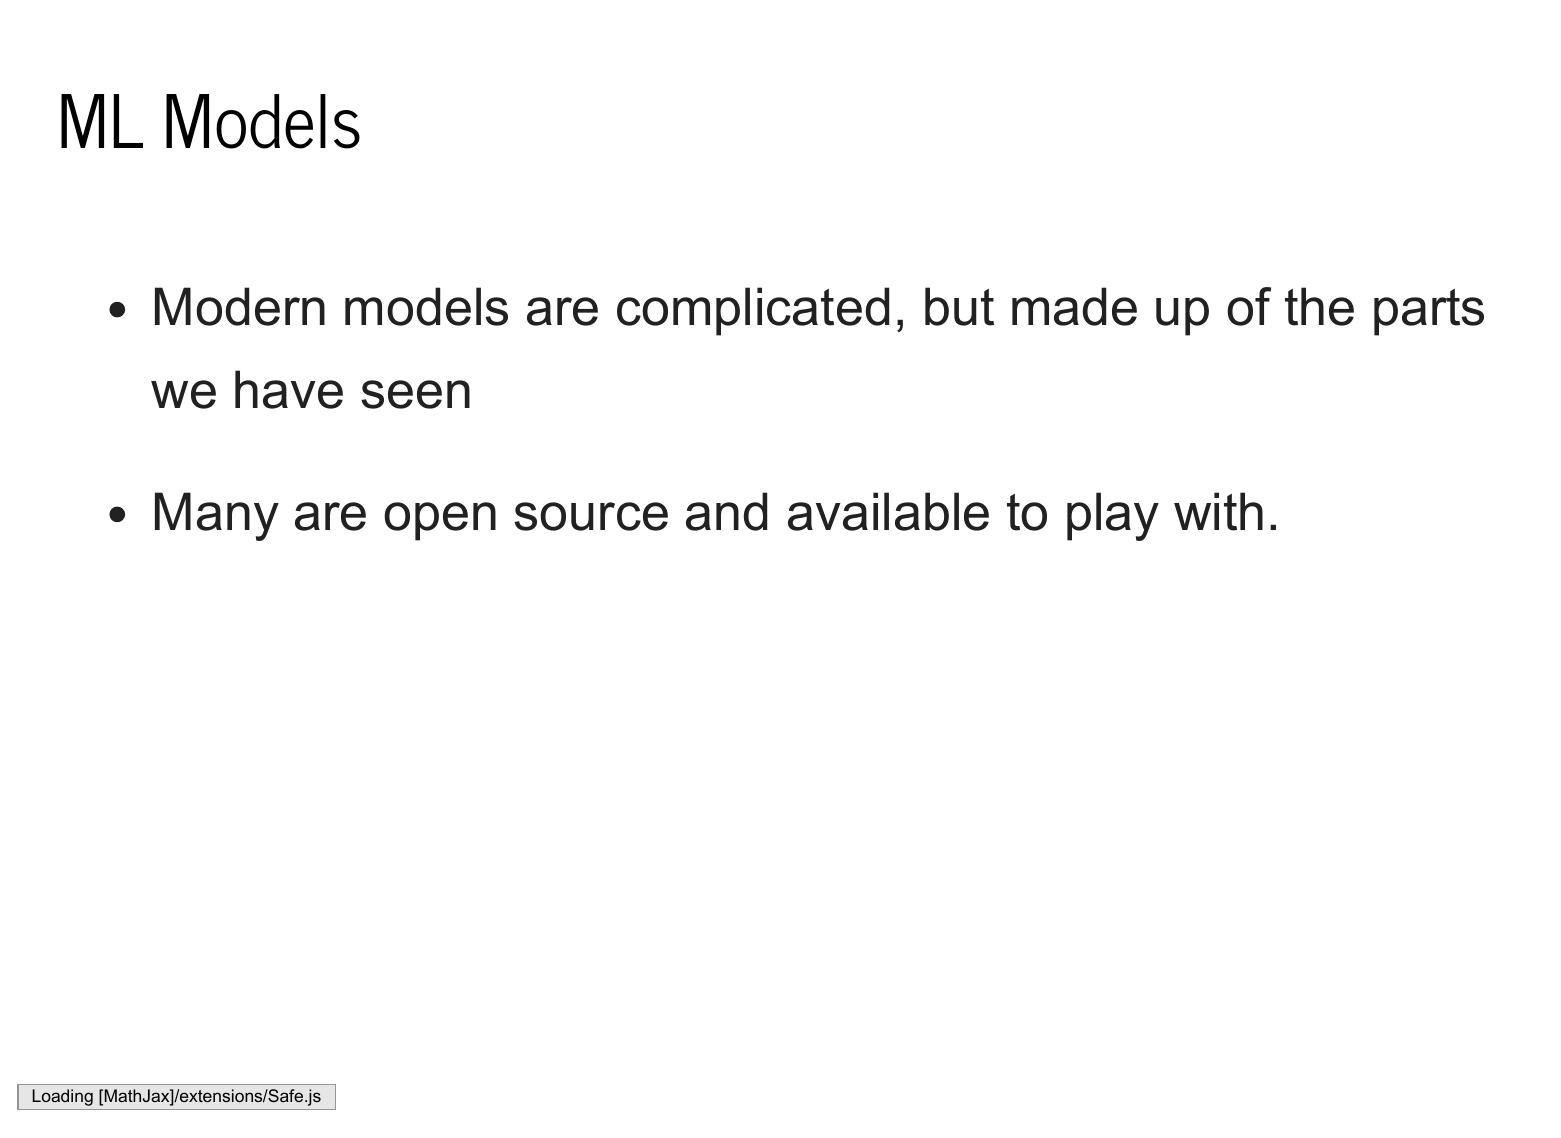 ML Models
• Modern models are complicated, but made up of the parts
we have seen
• Many are open source and available to play with.
Loading [MathJax]/extensions/Safe.js